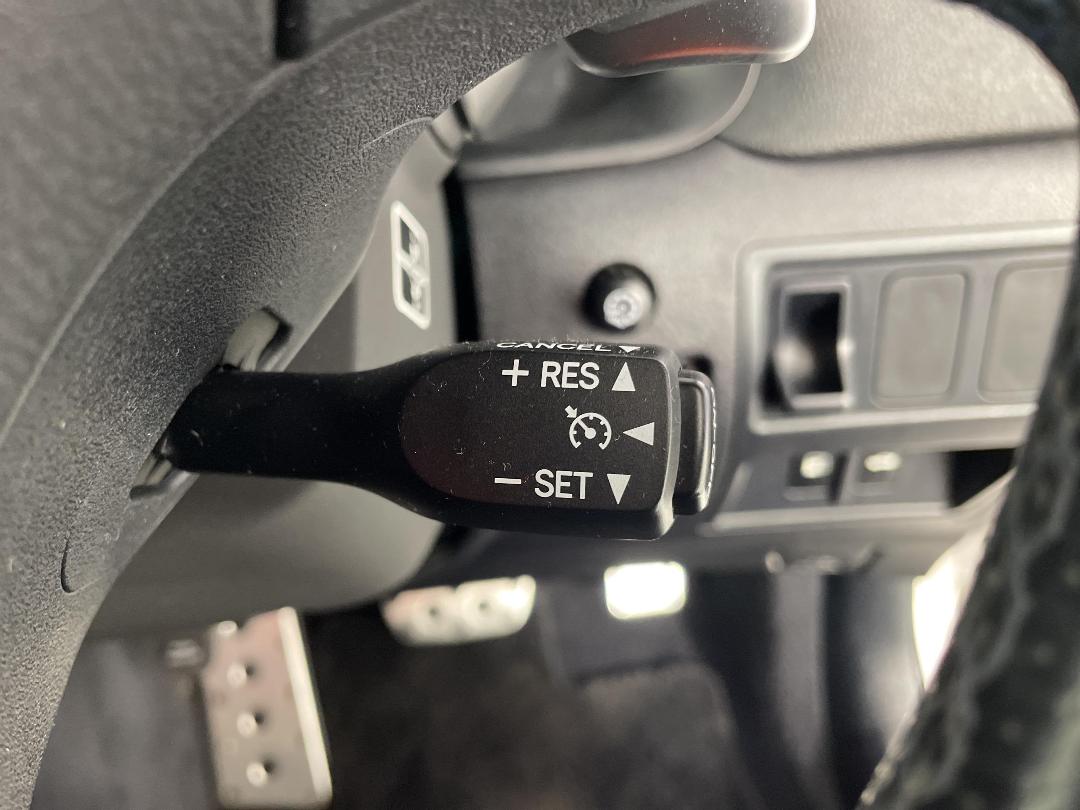 CANCEL ▼
+ RES ▲
◀
− SET ▼